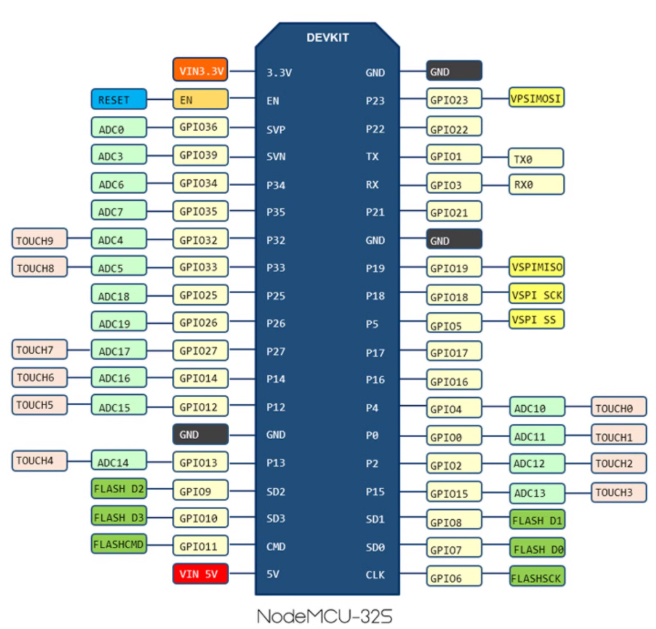 DEVKIT
VIN3.3V 3.3V GND GND
RESET EN EN P23 GPIO23 VPSIMOSI
ADC0 GPIO36 SVP P22 GPIO22
ADC3 GPIO39 SVN TX GPIO1 TX0
ADC6 GPIO34 P34 RX GPIO3 RX0
ADC7 GPIO35 P35 P21 GPIO21
TOUCH9 ADC4 GPIO32 P32 GND GND
TOUCH8 ADC5 GPIO33 P33 P19 GPIO19 VSPIMISO
ADC18 GPIO25 P25 P18 GPIO18 VSPI SCK
ADC19 GPIO26 P26 P5 GPIO5 VSPI SS
TOUCH7 ADC17 GPIO27 P27 P17 GPIO17
TOUCH6 ADC16 GPIO14 P14 P16 GPIO16
TOUCH5 ADC15 GPIO12 P12 P4 GPIO4 ADC10 TOUCH0
GND GND P0 GPIO0 ADC11 TOUCH1
TOUCH4 ADC14 GPIO13 P13 P2 GPIO2 ADC12 TOUCH2
FLASH D2 GPIO9 SD2 P15 GPIO15 ADC13 TOUCH3
FLASH D3 GPIO10 SD3 SD1 GPIO8 FLASH D1
FLASHCMD GPIO11 CMD SD0 GPIO7 FLASH D0
VIN 5V 5V CLK GPIO6 FLASHSCK
NodeMCU-32S